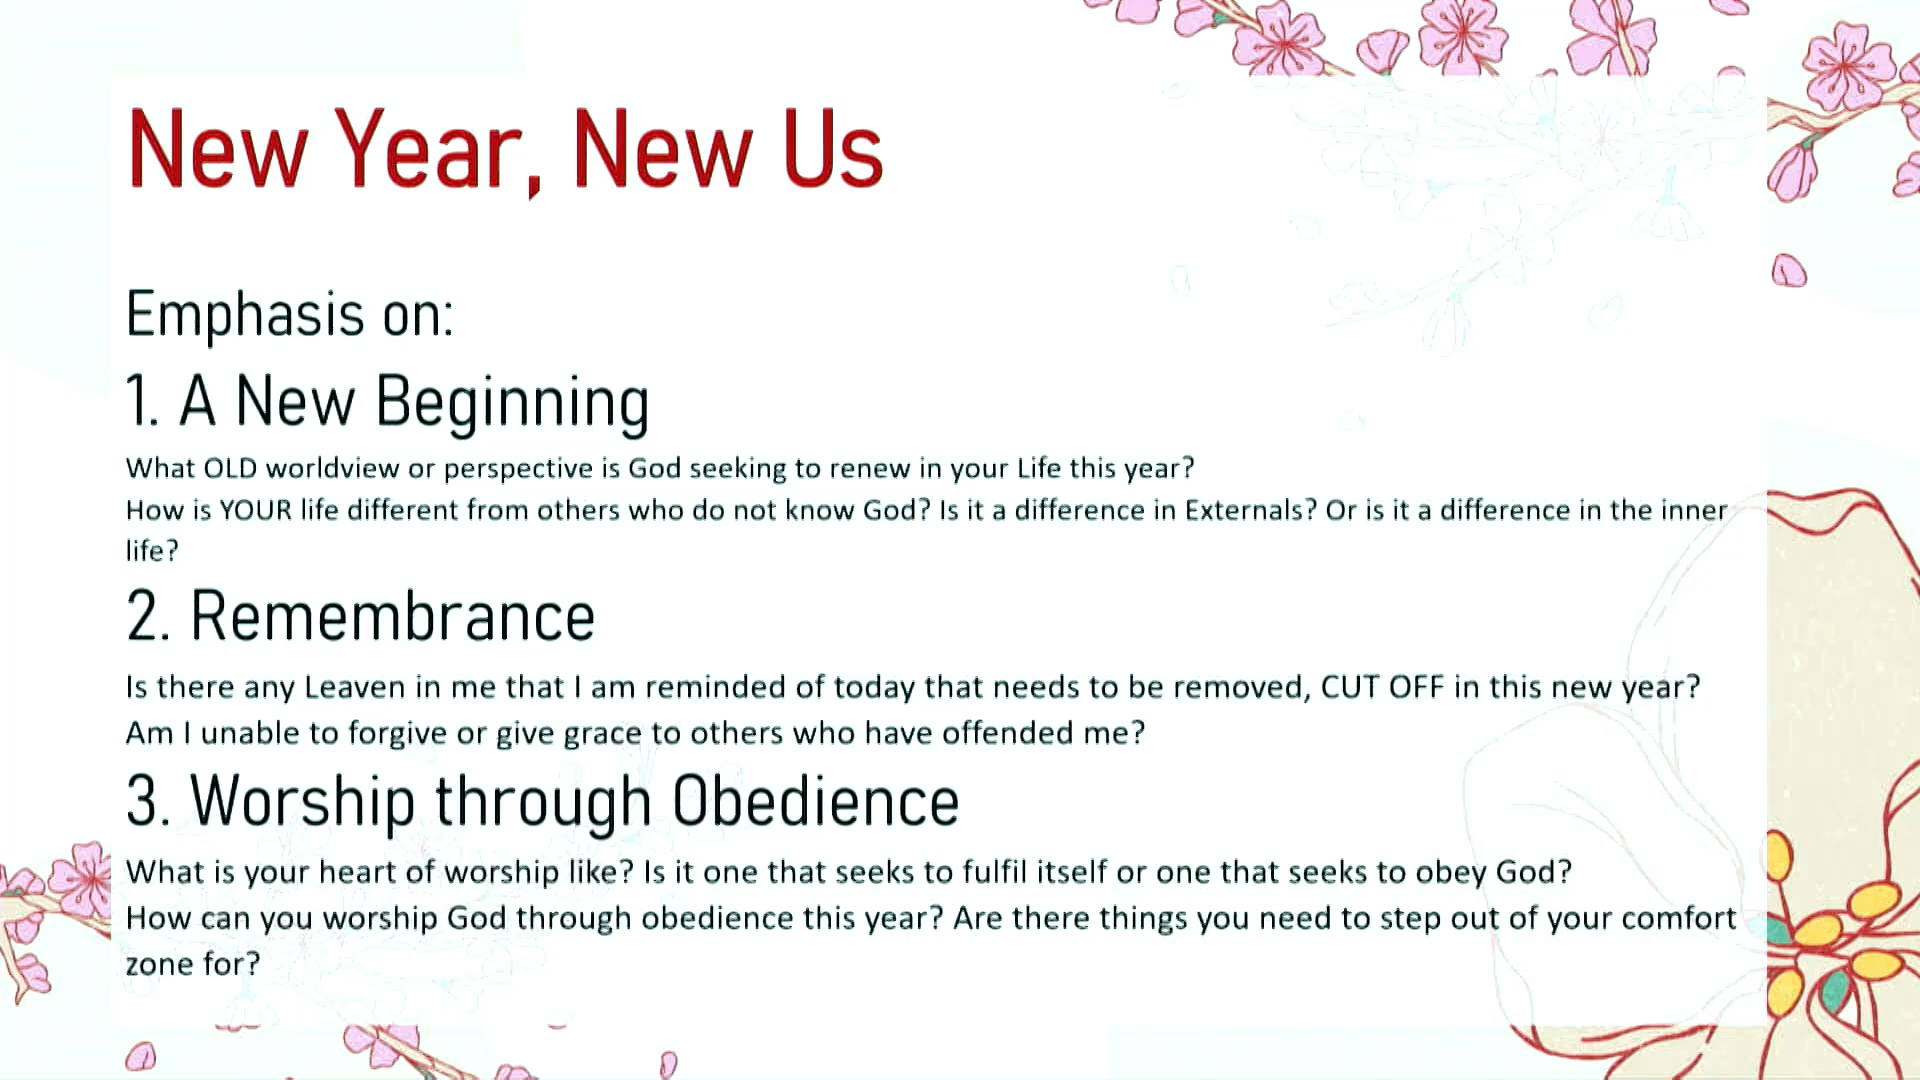 New Year, New Us
Emphasis on:
1. A New Beginning
What OLD worldview or perspective is God seeking to renew in your Life this year?
How is YOUR life different from others who do not know God? Is it a difference in Externals? Or is it a difference in the inner
life?
2. Remembrance
Is there any Leaven in me that I am reminded of today that needs to be removed, CUT OFF in this new year?
Am I unable to forgive or give grace to others who have offended me?
3. Worship through Obedience
What is your heart of worship like? Is it one that seeks to fulfil itself or one that seeks to obey God?
How can you worship God through obedience this year? Are there things you need to step out of your comfort
zone for?